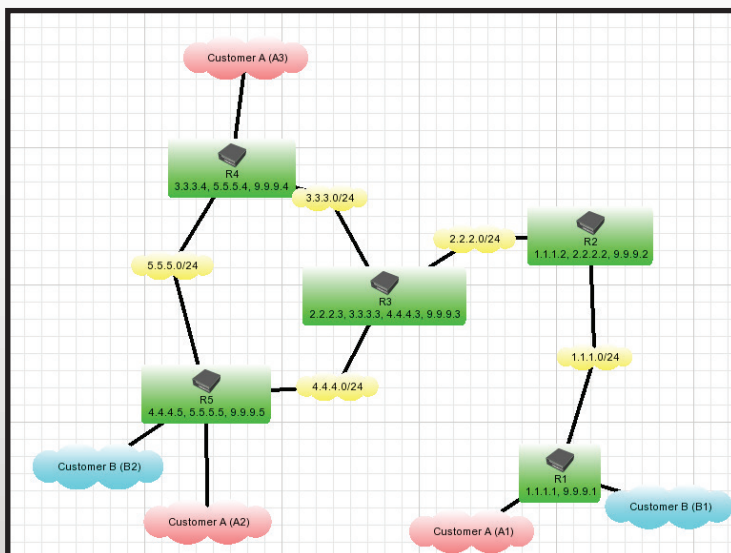 Customer A (A3)
R4
3.3.3.4, 5.5.5.4, 9.9.9.4
3.3.3.0/24
2.2.2.0/24
R2
1.1.1.2, 2.2.2.2, 9.9.9.2
5.5.5.0/24
R3
2.2.2.3, 3.3.3.3, 4.4.4.3, 9.9.9.3
1.1.1.0/24
R5
4.4.4.5, 5.5.5.5, 9.9.9.5
4.4.4.0/24
Customer B (B2)
R1
1.1.1.1, 9.9.9.1
Customer B (B1)
Customer A (A2)
Customer A (A1)